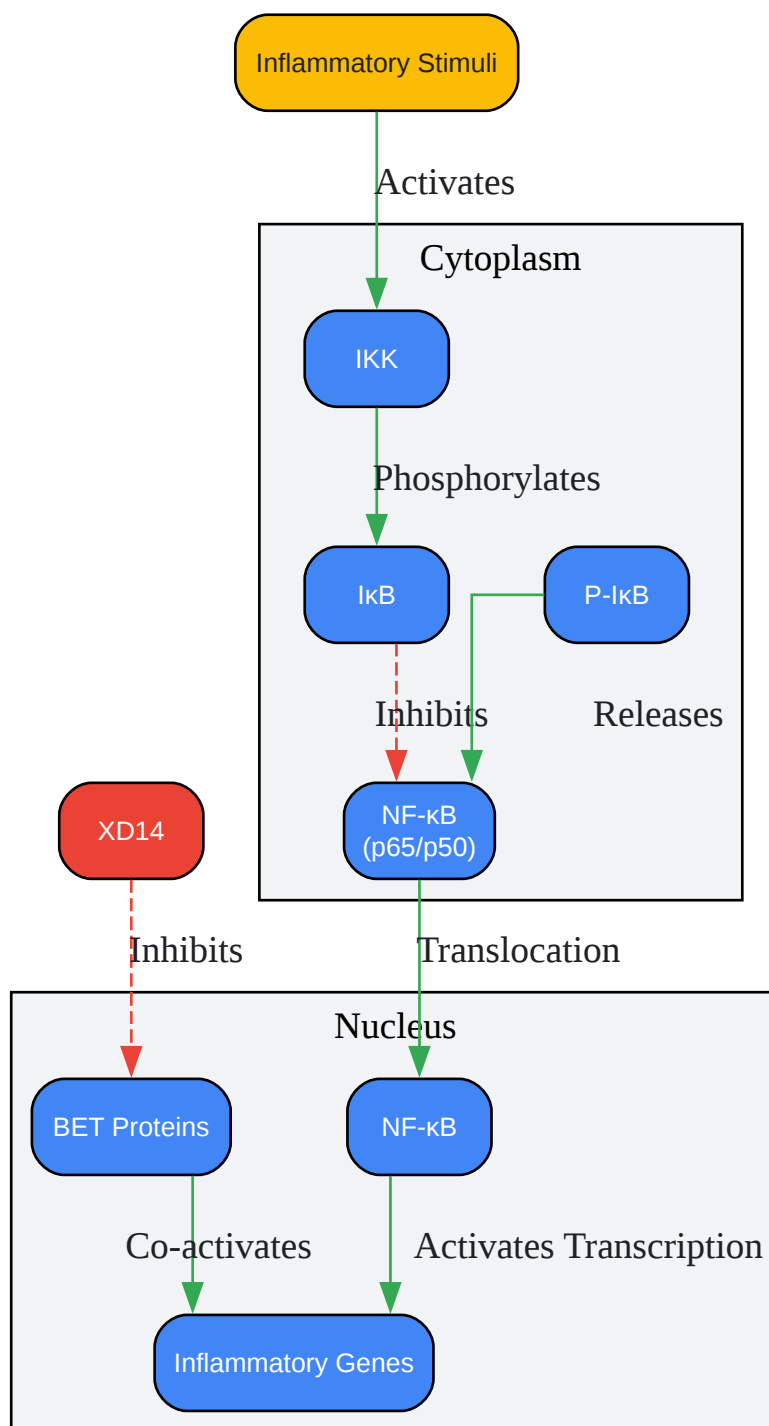 Inflammatory Stimuli
Activates
Cytoplasm
IKK
Phosphorylates
IκB
P-IκB
Inhibits
Releases
XD14
NF-κB
(p65/p50)
Inhibits
Translocation
Nucleus
BET Proteins
NF-κB
Co-activates
Activates Transcription
Inflammatory Genes